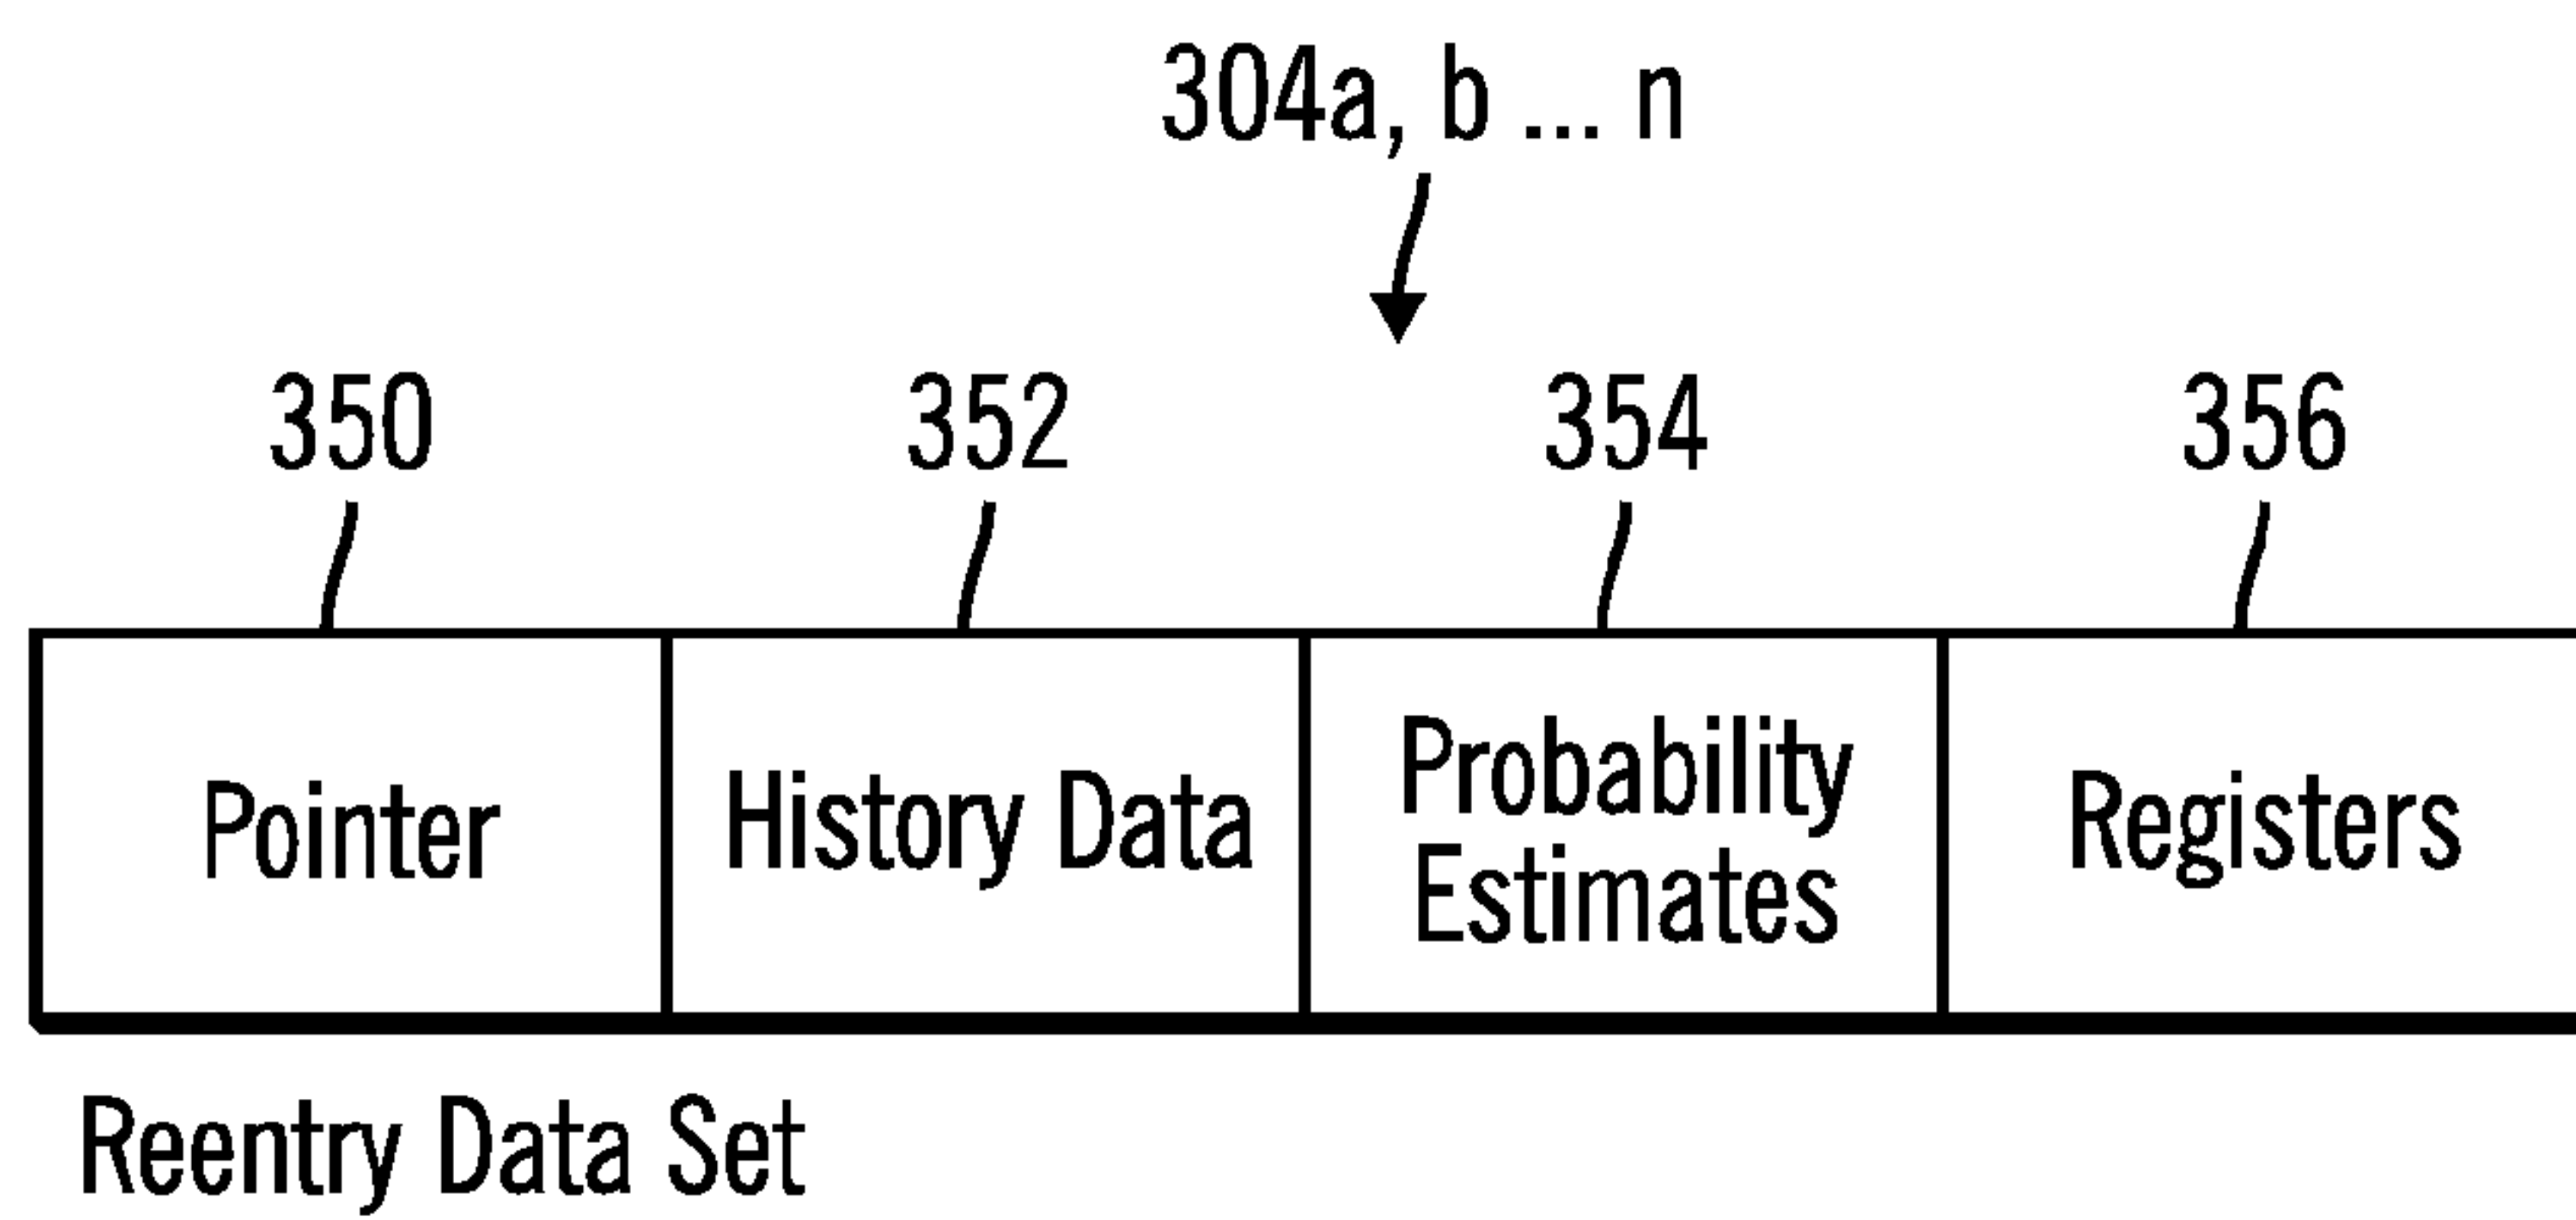 304a, b ... n
350 352 354 356
Pointer
History Data
Probability
Estimates
Registers
Reentry Data Set